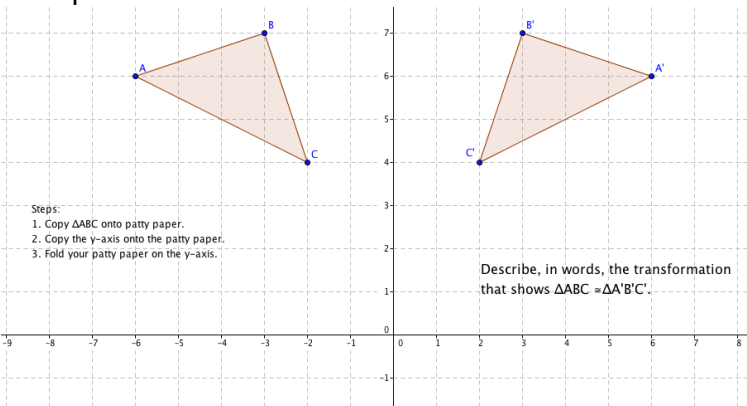 B
B'
7
A
6
A'
5
C
4
C'
3
Steps:
1. Copy ΔABC onto patty paper.
2. Copy the y-axis onto the patty paper.
3. Fold your patty paper on the y-axis.
2
Describe, in words, the transformation
that shows ΔABC ≅ΔA'B'C'.
1
0
-9 -8 -7 -6 -5 -4 -3 -2 -1 0 1 2 3 4 5 6 7 8
-1